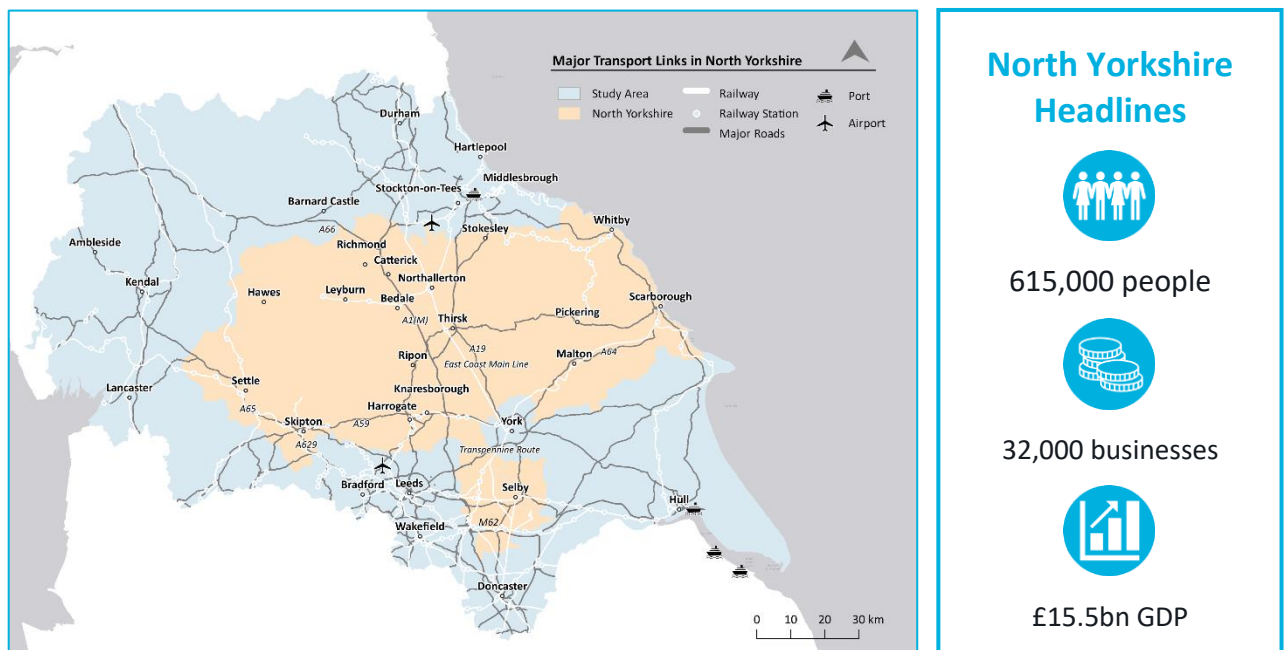 Major Transport Links in North Yorkshire
Study Area
North Yorkshire
Railway
Railway Station
Major Roads
Port
Airport
Durham
Hartlepool
Stockton-on-Tees
Middlesbrough
Barnard Castle
A66
Whitby
Stokesley
Ambleside
Richmond
Catterick
Kendal
Northallerton
Hawes
Leyburn
Bedale
Scarborough
A1(M)
Thirsk
Pickering
A19
Ripon
East Coast Main Line
Malton
A64
Settle
Lancaster
Knaresborough
A65
Harrogate
Skipton
A59
York
A629
Transpennine Route
Bradford
Leeds
Selby
Hull
Wakefield
M62
Doncaster
0 10 20 30 km
North Yorkshire
Headlines
615,000 people
32,000 businesses
£15.5bn GDP